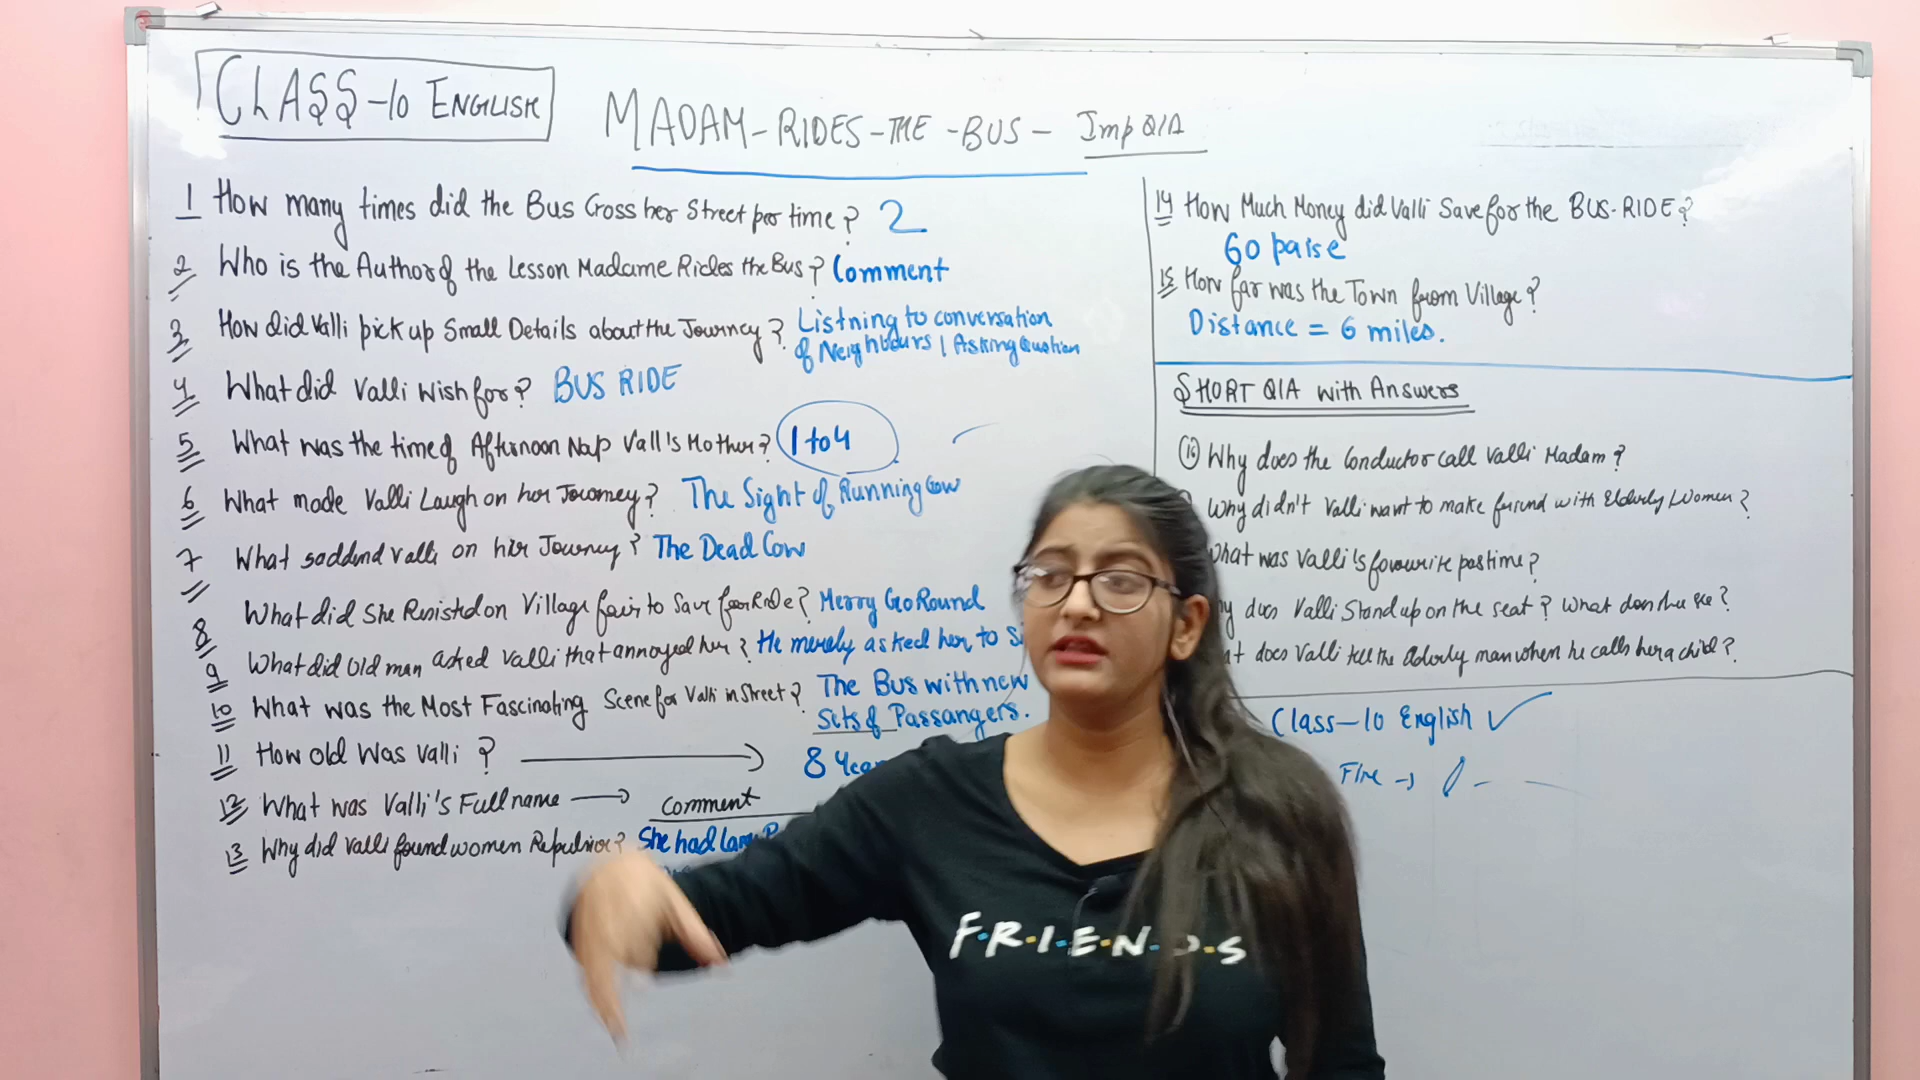 CLASS-10 ENGLISH
MADAM-RIDES-THE-BUS- Imp Q/A
1 How many times did the Bus Cross her Street per time? 2
2 Who is the Author of the Lesson Madame Rides the Bus? Comment
3 How did Valli pick up Small Details about the Journey? Listning to conversation
of Neighbours / Asking Qustion
4 What did Valli Wish for? BUS RIDE
5 What was the time of Afternoon Nap Vall's Mother? 1 to 4
6 What made Valli Laugh on her Journey? The Sight of Running Cow
7 What saddend Valli on her Journey? The Dead Cow
8 What did She Resisted on Village fair to Save for Ride? Merry Go Round
9 What did Old man asked Valli that annoyed her? He merely asked her to
10 What was the Most Fascinating Scene for Valli in Street? The Bus with new
Sets of Passangers.
11 How old Was Valli? 8
12 What was Valli's Full name comment
13 Why did Valli found women Repulsive? She had
14 How Much Money did Valli Save for the BUS-RIDE?
60 paise
15 How far was the Town from Village?
Distance = 6 miles.
SHORT Q/A with Answers
16 Why does the Conductor call Valli Madam?
Why didn't Valli want to make friend with Elderly Women?
What was Valli's favourite pastime?
does Valli Stand up on the seat? What does she see?
does Valli tell the Elderly man when he calls her a child?
Class-10 English ✓
F.R.I.E.N.D.S